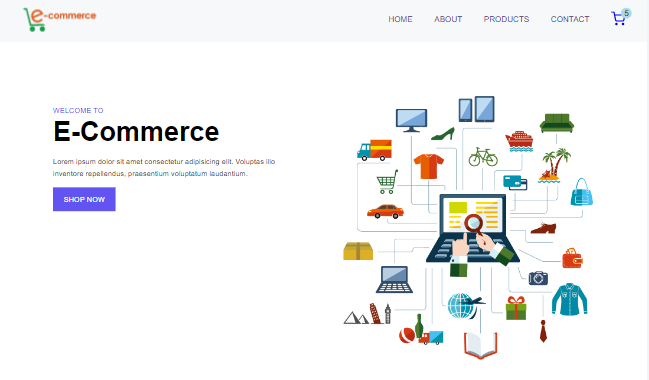 e-commerce
HOME ABOUT PRODUCTS CONTACT 5
WELCOME TO
E-Commerce
Lorem ipsum dolor sit amet consectetur adipisicing elit. Voluptas ilio
inventore repellendus, praesentium voluptatum laudantium.
SHOP NOW